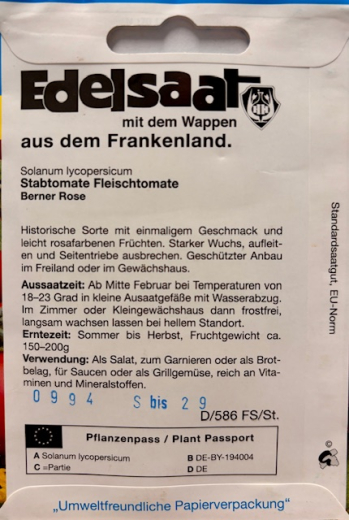 Edelsaat
mit dem Wappen
aus dem Frankenland.
Solanum lycopersicum
Stabtomate Fleischtomate
Berner Rose
Historische Sorte mit einmaligem Geschmack und
leicht rosafarbenen Früchten. Starker Wuchs, aufleit-
en und Seitentriebe ausbrechen. Geschützter Anbau
im Freiland oder im Gewächshaus.
Aussaatzeit: Ab Mitte Februar bei Temperaturen von
18–23 Grad in kleine Ausaatgefäße mit Wasserabzug.
Im Zimmer oder Kleingewächshaus dann frostfrei,
langsam wachsen lassen bei hellem Standort.
Erntezeit: Sommer bis Herbst, Fruchtgewicht ca.
150–200g
Verwendung: Als Salat, zum Garnieren oder als Brot-
belag, für Saucen oder als Grillgemüse, reich an Vita-
minen und Mineralstoffen.
0994 S bis 29
D/586 FS/St.
Pflanzenpass / Plant Passport
A Solanum lycopersicum B DE-BY-194004
C =Partie D DE
Standardsaatgut, EU-Norm
©
„Umweltfreundliche Papierverpackung"